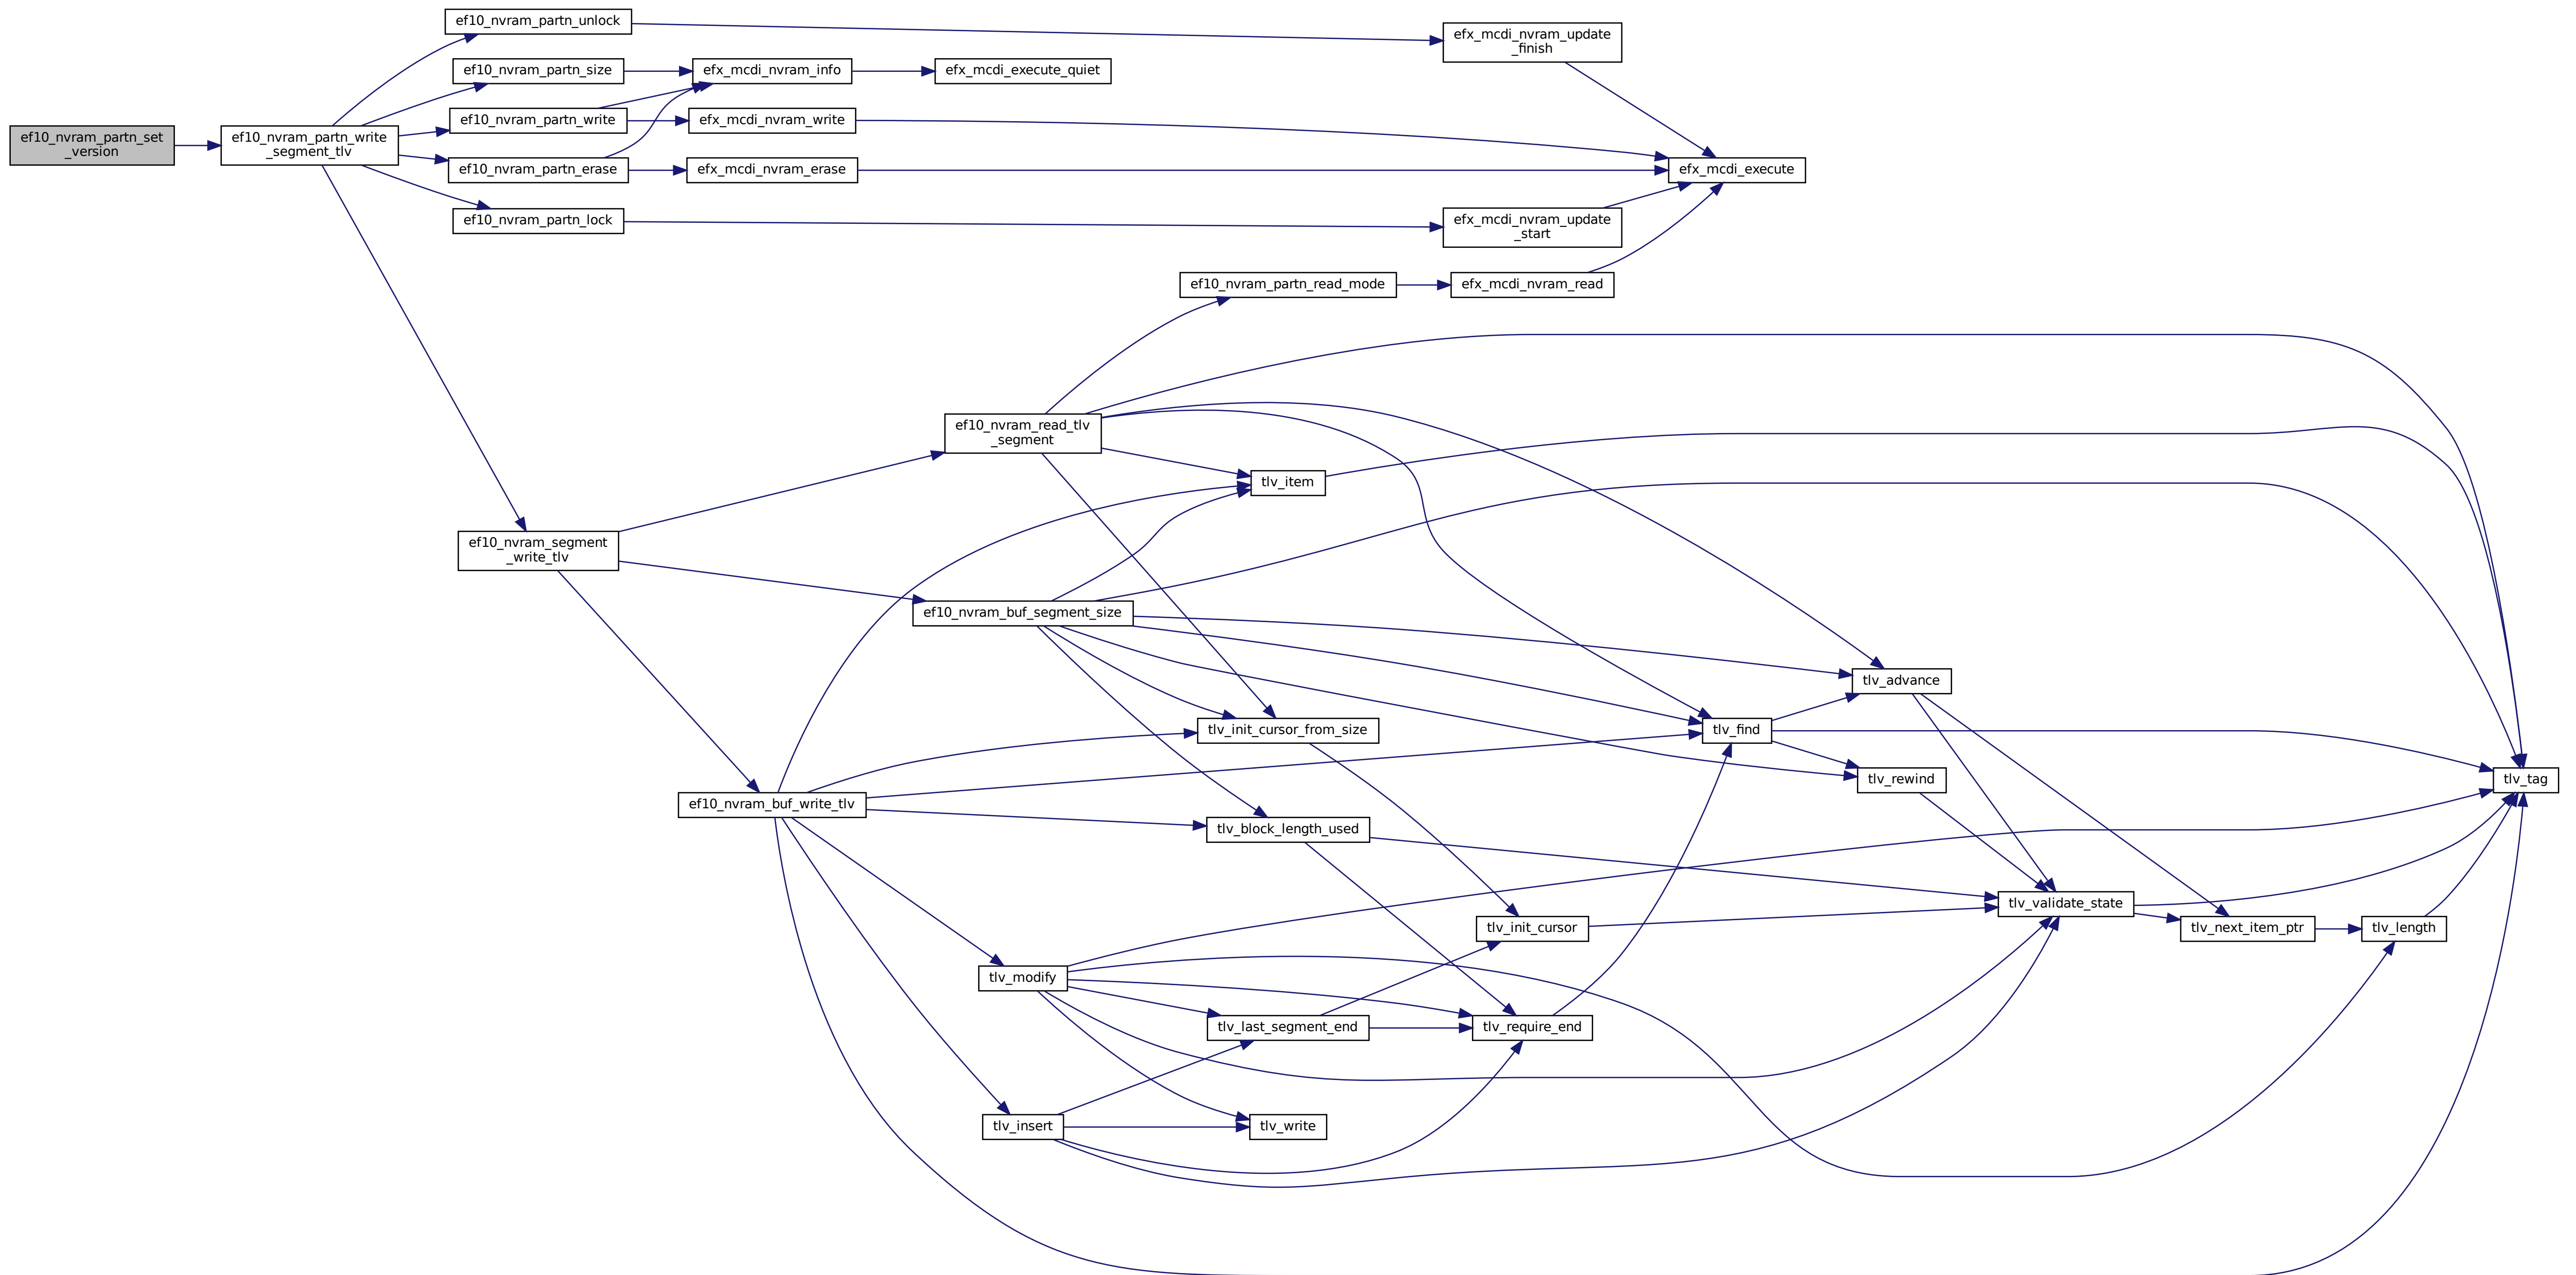 ef10_nvram_partn_set
_version
ef10_nvram_partn_write
_segment_tlv
ef10_nvram_partn_unlock
ef10_nvram_partn_size
ef10_nvram_partn_write
ef10_nvram_partn_erase
ef10_nvram_partn_lock
efx_mcdi_nvram_info
efx_mcdi_nvram_write
efx_mcdi_nvram_erase
efx_mcdi_execute_quiet
efx_mcdi_nvram_update
_finish
efx_mcdi_execute
efx_mcdi_nvram_update
_start
ef10_nvram_partn_read_mode
efx_mcdi_nvram_read
ef10_nvram_read_tlv
_segment
tlv_item
ef10_nvram_segment
_write_tlv
ef10_nvram_buf_segment_size
tlv_advance
tlv_init_cursor_from_size
tlv_find
tlv_rewind
tlv_tag
ef10_nvram_buf_write_tlv
tlv_block_length_used
tlv_validate_state
tlv_init_cursor
tlv_next_item_ptr
tlv_length
tlv_modify
tlv_last_segment_end
tlv_require_end
tlv_insert
tlv_write